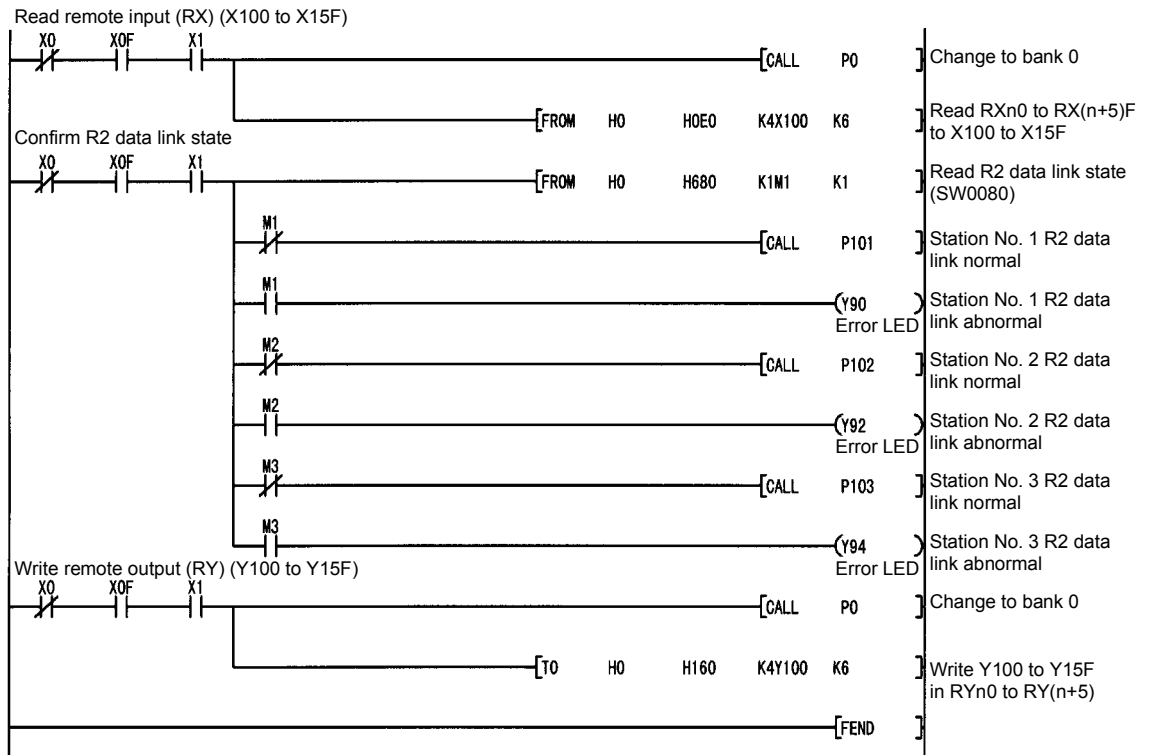 Read remote input (RX) (X100 to X15F)
X0 X0F X1
[CALL P0 ] Change to bank 0
[FROM H0 H0E0 K4X100 K6 ] Read RXn0 to RX(n+5)F
to X100 to X15F
Confirm R2 data link state
X0 X0F X1
[FROM H0 H680 K1M1 K1 ] Read R2 data link state
(SW0080)
M1
[CALL P101 ] Station No. 1 R2 data
link normal
M1
(Y90 ) Station No. 1 R2 data
Error LED link abnormal
M2
[CALL P102 ] Station No. 2 R2 data
link normal
M2
(Y92 ) Station No. 2 R2 data
Error LED link abnormal
M3
[CALL P103 ] Station No. 3 R2 data
link normal
M3
(Y94 ) Station No. 3 R2 data
Error LED link abnormal
Write remote output (RY) (Y100 to Y15F)
X0 X0F X1
[CALL P0 ] Change to bank 0
[TO H0 H160 K4Y100 K6 ] Write Y100 to Y15F
in RYn0 to RY(n+5)
[FEND ]